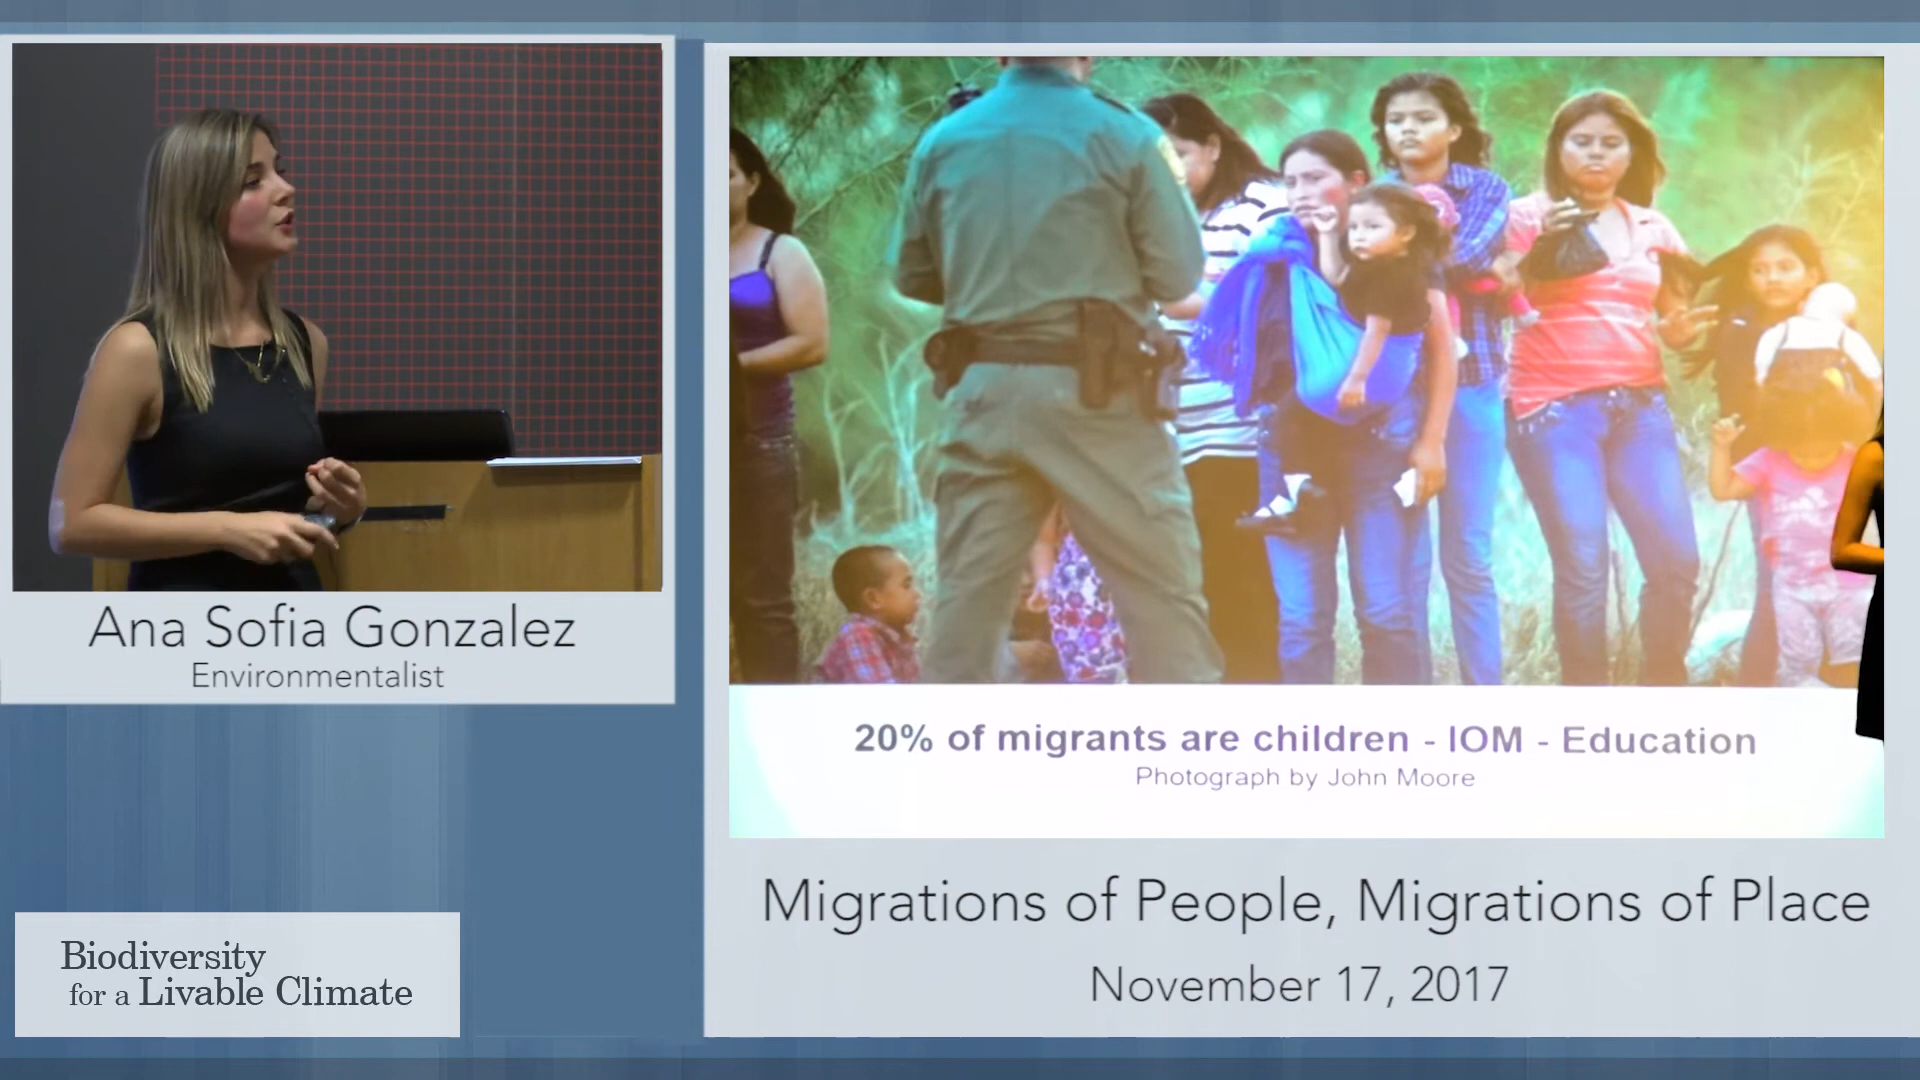 Ana Sofia Gonzalez
Environmentalist
20% of migrants are children - IOM - Education
Photograph by John Moore
Migrations of People, Migrations of Place
November 17, 2017
Biodiversity
for a Livable Climate